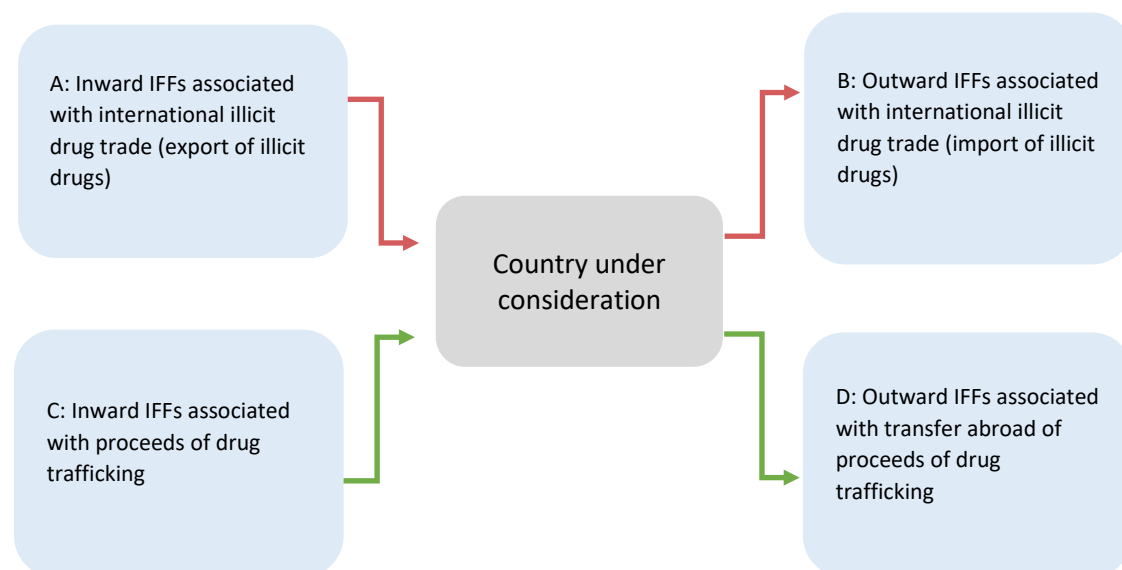 A: Inward IFFs associated
with international illicit
drug trade (export of illicit
drugs)
B: Outward IFFs associated
with international illicit
drug trade (import of illicit
drugs)
Country under
consideration
C: Inward IFFs associated
with proceeds of drug
trafficking
D: Outward IFFs associated
with transfer abroad of
proceeds of drug
trafficking